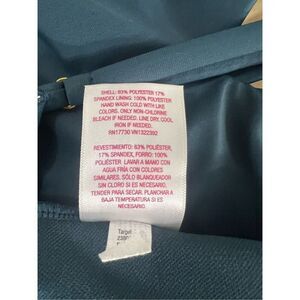 SHELL: 83% POLYESTER 17%
SPANDEX LINING: 100% POLYESTER
HAND WASH COLD WITH LIKE
COLORS. ONLY NON-CHLORINE
BLEACH IF NEEDED. LINE DRY, COOL
IRON IF NEEDED.
RN17730 VN1322392
REVESTIMIENTO: 83% POLIÉSTER,
17% SPANDEX, FORRO: 100%
POLIÉSTER. LAVAR A MANO CON
AGUA FRÍA CON COLORES
SIMILARES, SÓLO BLANQUEADOR
SIN CLORO SI ES NECESARIO.
TENDER PARA SECAR. PLANCHAR A
BAJA TEMPERATURA SI ES
NECESARIO.
Target